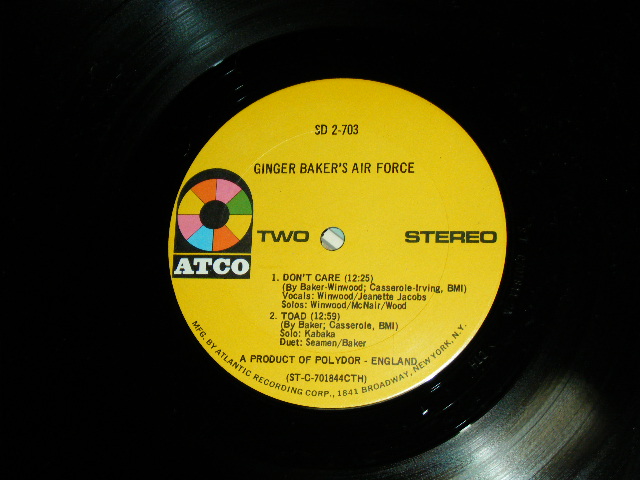 SD 2-703
GINGER BAKER'S AIR FORCE
ATCO
TWO
STEREO
1. DON'T CARE (12:25)
(By Baker-Winwood; Casserole-Irving, BMI)
Vocals: Winwood/Jeanette Jacobs
Solos: Winwood/McNair/Wood
2. TOAD (12:59)
(By Baker; Casserole, BMI)
Solo: Kabaka
Duet: Seamen/Baker
A PRODUCT OF POLYDOR - ENGLAND
(ST-C-701844CTH)
MFG. BY ATLANTIC RECORDING CORP., 1841 BROADWAY, NEW YORK, N.Y.